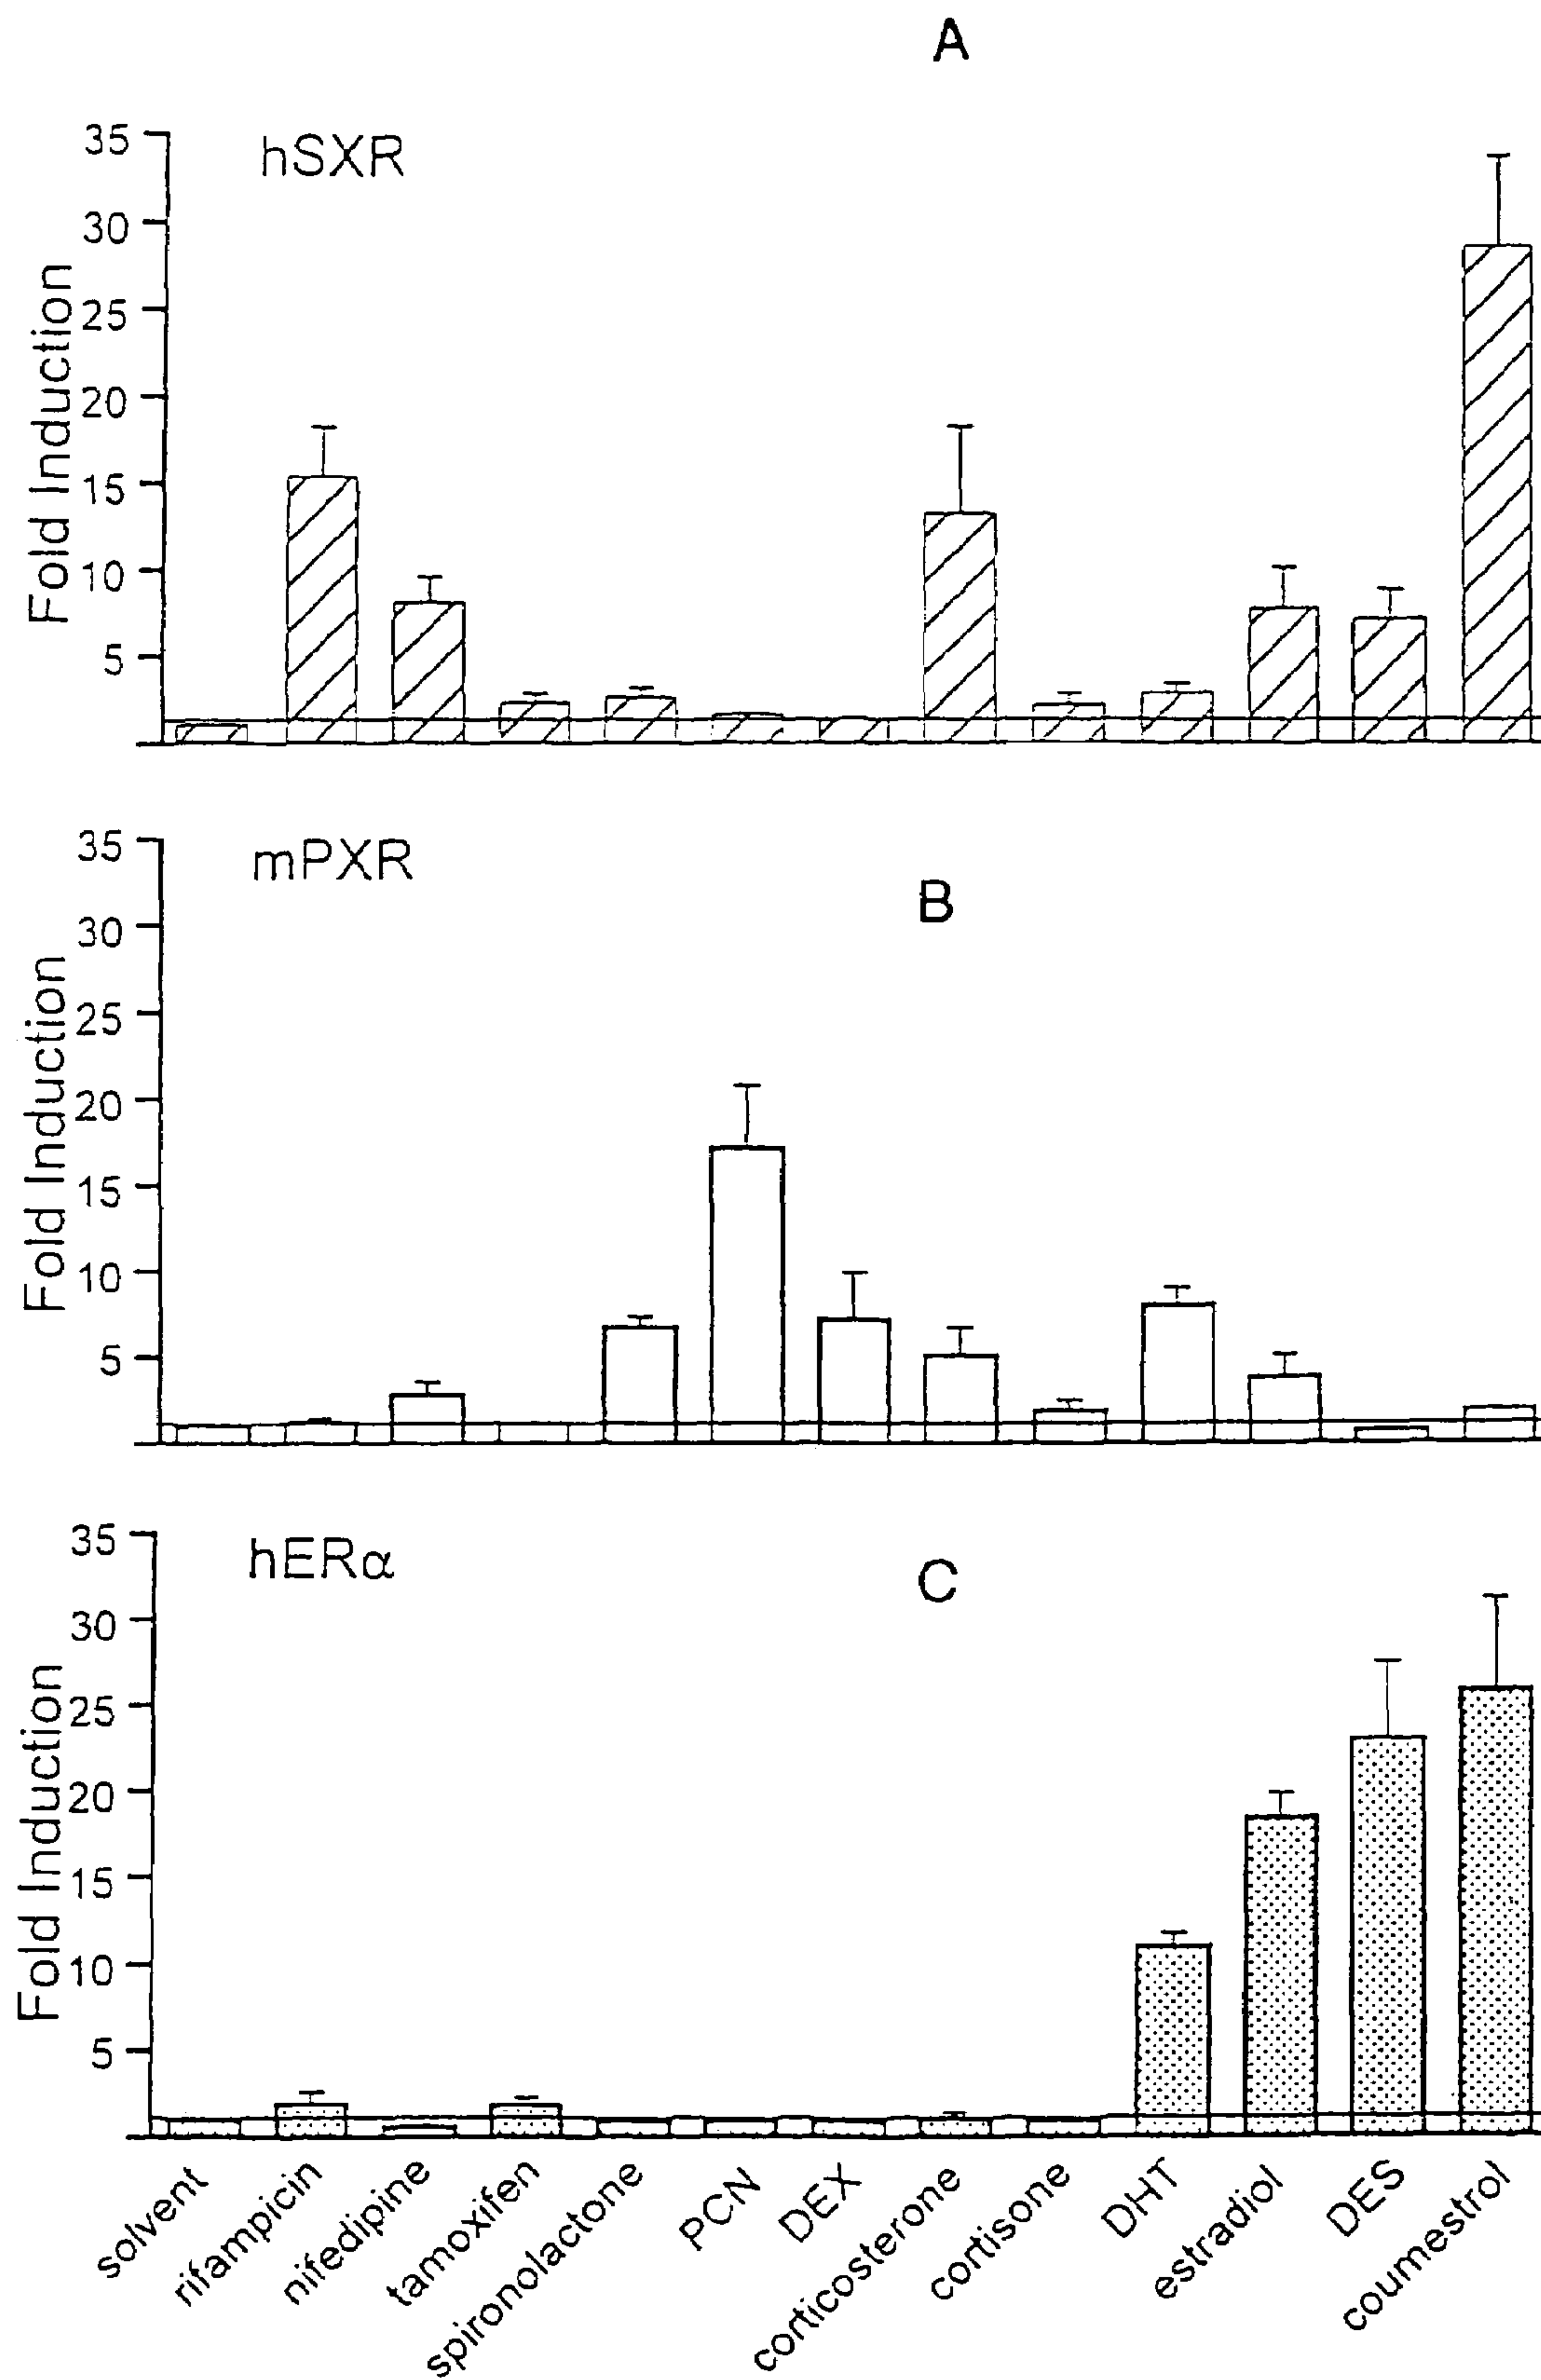 A
hSXR
Fold Induction
35
30
25
20
15
10
5
mPXR
B
Fold Induction
35
30
25
20
15
10
5
hERα
C
Fold Induction
35
30
25
20
15
10
5
solvent
rifampicin
nifedipine
tamoxifen
spironolactone
PCN
DEX
corticosterone
cortisone
DHT
estradiol
DES
coumestrol